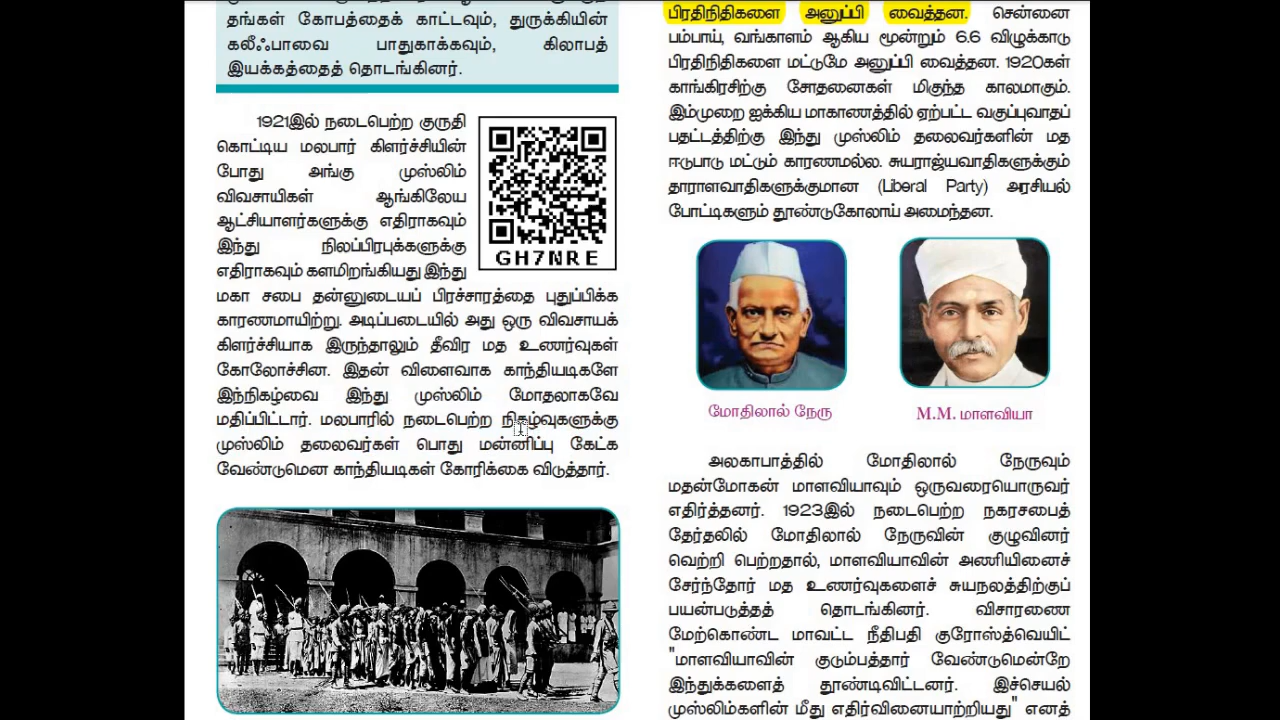 தங்கள் கோபத்தைக் காட்டவும், துருக்கியின்
கலீஃபாவை பாதுகாக்கவும், கிலாபத்
இயக்கத்தைத் தொடங்கினர்.
1921இல் நடைபெற்ற குருதி
கொட்டிய மலபார் கிளர்ச்சியின்
போது அங்கு முஸ்லிம்
விவசாயிகள் ஆங்கிலேய
ஆட்சியாளர்களுக்கு எதிராகவும்
இந்து நிலப்பிரபுக்களுக்கு
எதிராகவும் களமிறங்கியது இந்து
மகா சபை தன்னுடையப் பிரச்சாரத்தை புதுப்பிக்க
காரணமாயிற்று. அடிப்படையில் அது ஒரு விவசாயக்
கிளர்ச்சியாக இருந்தாலும் தீவிர மத உணர்வுகள்
கோலோச்சின. இதன் விளைவாக காந்தியடிகளே
இந்நிகழ்வை இந்து முஸ்லிம் மோதலாகவே
மதிப்பிட்டார். மலபாரில் நடைபெற்ற நிகழ்வுகளுக்கு
முஸ்லிம் தலைவர்கள் பொது மன்னிப்பு கேட்க
வேண்டுமென காந்தியடிகள் கோரிக்கை விடுத்தார்.
GH7NRE
பிரதிநிதிகளை அனுப்பி வைத்தன. சென்னை
பம்பாய், வங்காளம் ஆகிய மூன்றும் 6.6 விழுக்காடு
பிரதிநிதிகளை மட்டுமே அனுப்பி வைத்தன. 1920கள்
காங்கிரசிற்கு சோதனைகள் மிகுந்த காலமாகும்.
இம்முறை ஐக்கிய மாகாணத்தில் ஏற்பட்ட வகுப்புவாதப்
பதட்டத்திற்கு இந்து முஸ்லிம் தலைவர்களின் மத
ஈடுபாடு மட்டும் காரணமல்ல. சுயராஜ்யவாதிகளுக்கும்
தாராளவாதிகளுக்குமான (Liberal Party) அரசியல்
போட்டிகளும் தூண்டுகோலாய் அமைந்தன.
மோதிலால் நேரு
M.M. மாளவியா
அலகாபாத்தில் மோதிலால் நேருவும்
மதன்மோகன் மாளவியாவும் ஒருவரையொருவர்
எதிர்த்தனர். 1923இல் நடைபெற்ற நகரசபைத்
தேர்தலில் மோதிலால் நேருவின் குழுவினர்
வெற்றி பெற்றதால், மாளவியாவின் அணியினைச்
சேர்ந்தோர் மத உணர்வுகளைச் சுயநலத்திற்குப்
பயன்படுத்தத் தொடங்கினர். விசாரணை
மேற்கொண்ட மாவட்ட நீதிபதி குரோஸ்த்வெயிட்
"மாளவியாவின் குடும்பத்தார் வேண்டுமென்றே
இந்துக்களைத் தூண்டிவிட்டனர். இச்செயல்
முஸ்லிம்களின் மீது எதிர்வினையாற்றியது" எனத்